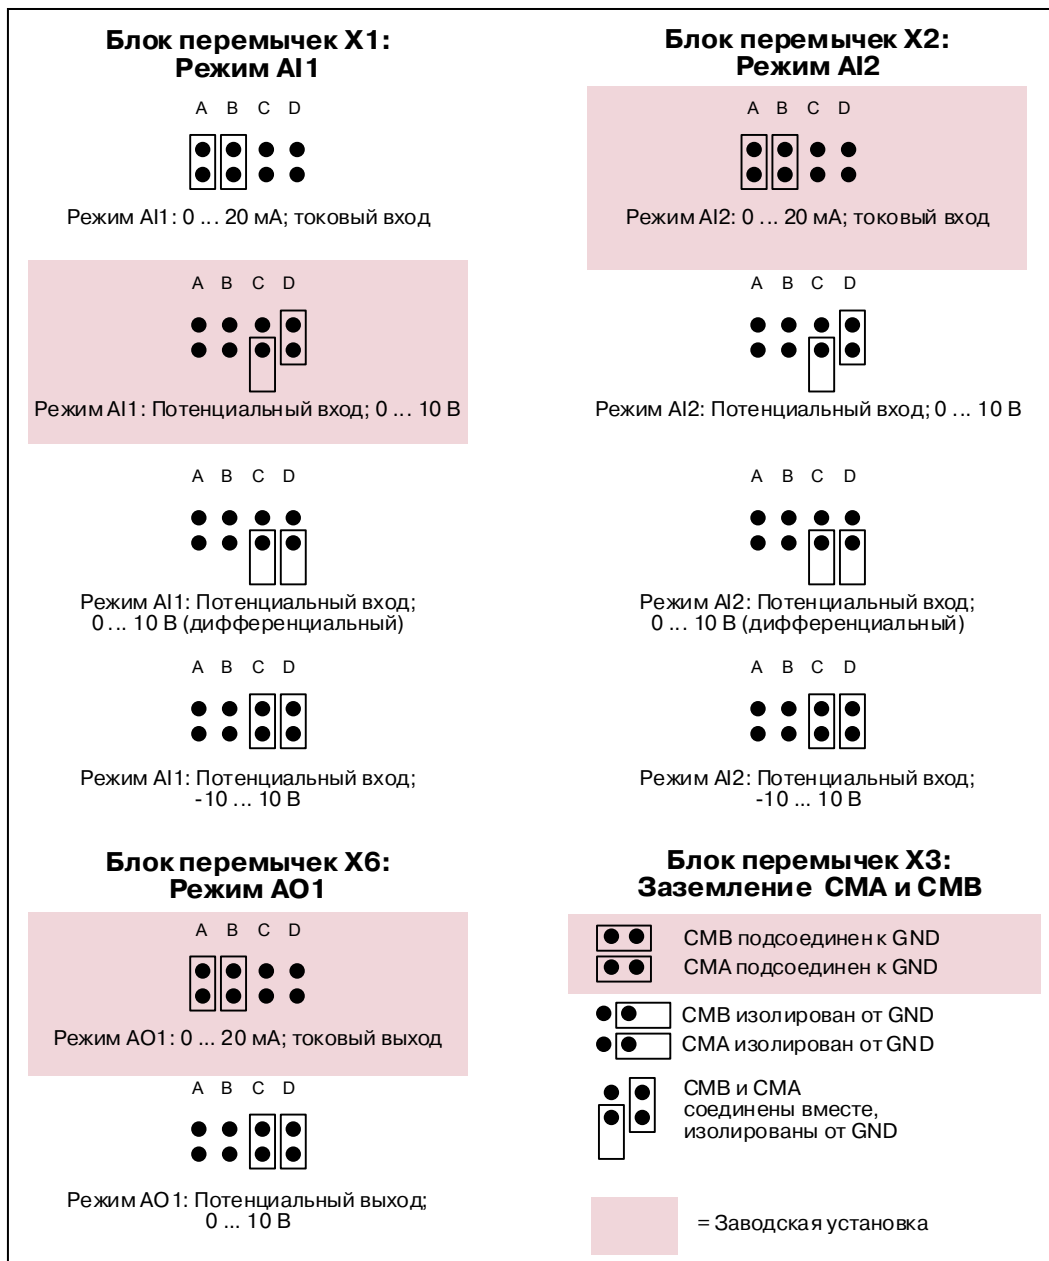 Блок перемычек X1:
Режим AI1
A B C D
Режим AI1: 0 ... 20 мА; токовый вход
A B C D
Режим AI1: Потенциальный вход; 0 ... 10 В
A B C D
Режим AI1: Потенциальный вход;
0 ... 10 В (дифференциальный)
A B C D
Режим AI1: Потенциальный вход;
-10 ... 10 В
Блок перемычек X2:
Режим AI2
A B C D
Режим AI2: 0 ... 20 мА; токовый вход
A B C D
Режим AI2: Потенциальный вход; 0 ... 10 В
A B C D
Режим AI2: Потенциальный вход;
0 ... 10 В (дифференциальный)
A B C D
Режим AI2: Потенциальный вход;
-10 ... 10 В
Блок перемычек X6:
Режим AO1
A B C D
Режим AO1: 0 ... 20 мА; токовый выход
A B C D
Режим AO1: Потенциальный выход;
0 ... 10 В
Блок перемычек X3:
Заземление CMA и CMB
CMB подсоединен к GND
CMA подсоединен к GND
CMB изолирован от GND
CMA изолирован от GND
CMB и CMA
соединены вместе,
изолированы от GND
= Заводская установка